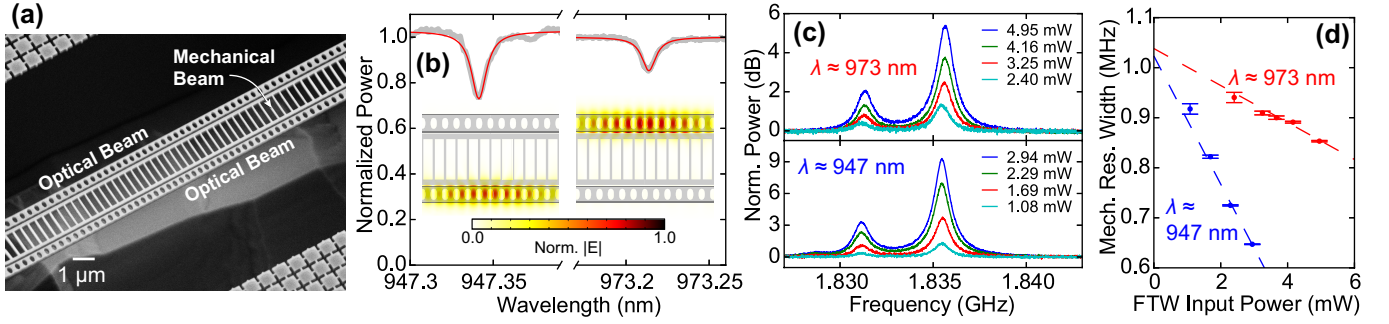 (a)
Mechanical
Beam
Optical Beam
Optical Beam
1 μm
(b)
Normalized Power
1.0
0.8
0.6
0.4
0.2
0.0
0.0
1.0
Norm. |E|
947.3
947.35
973.2
973.25
Wavelength (nm)
(c)
Norm. Power (dB)
6
4
2
0
λ ≈ 973 nm
4.95 mW
4.16 mW
3.25 mW
2.40 mW
9
6
3
0
λ ≈ 947 nm
2.94 mW
2.29 mW
1.69 mW
1.08 mW
1.830
1.835
1.840
Frequency (GHz)
(d)
Mech. Res. Width (MHz)
1.1
1.0
0.9
0.8
0.7
0.6
λ ≈ 973 nm
λ ≈
947 nm
0
2
4
6
FTW Input Power (mW)